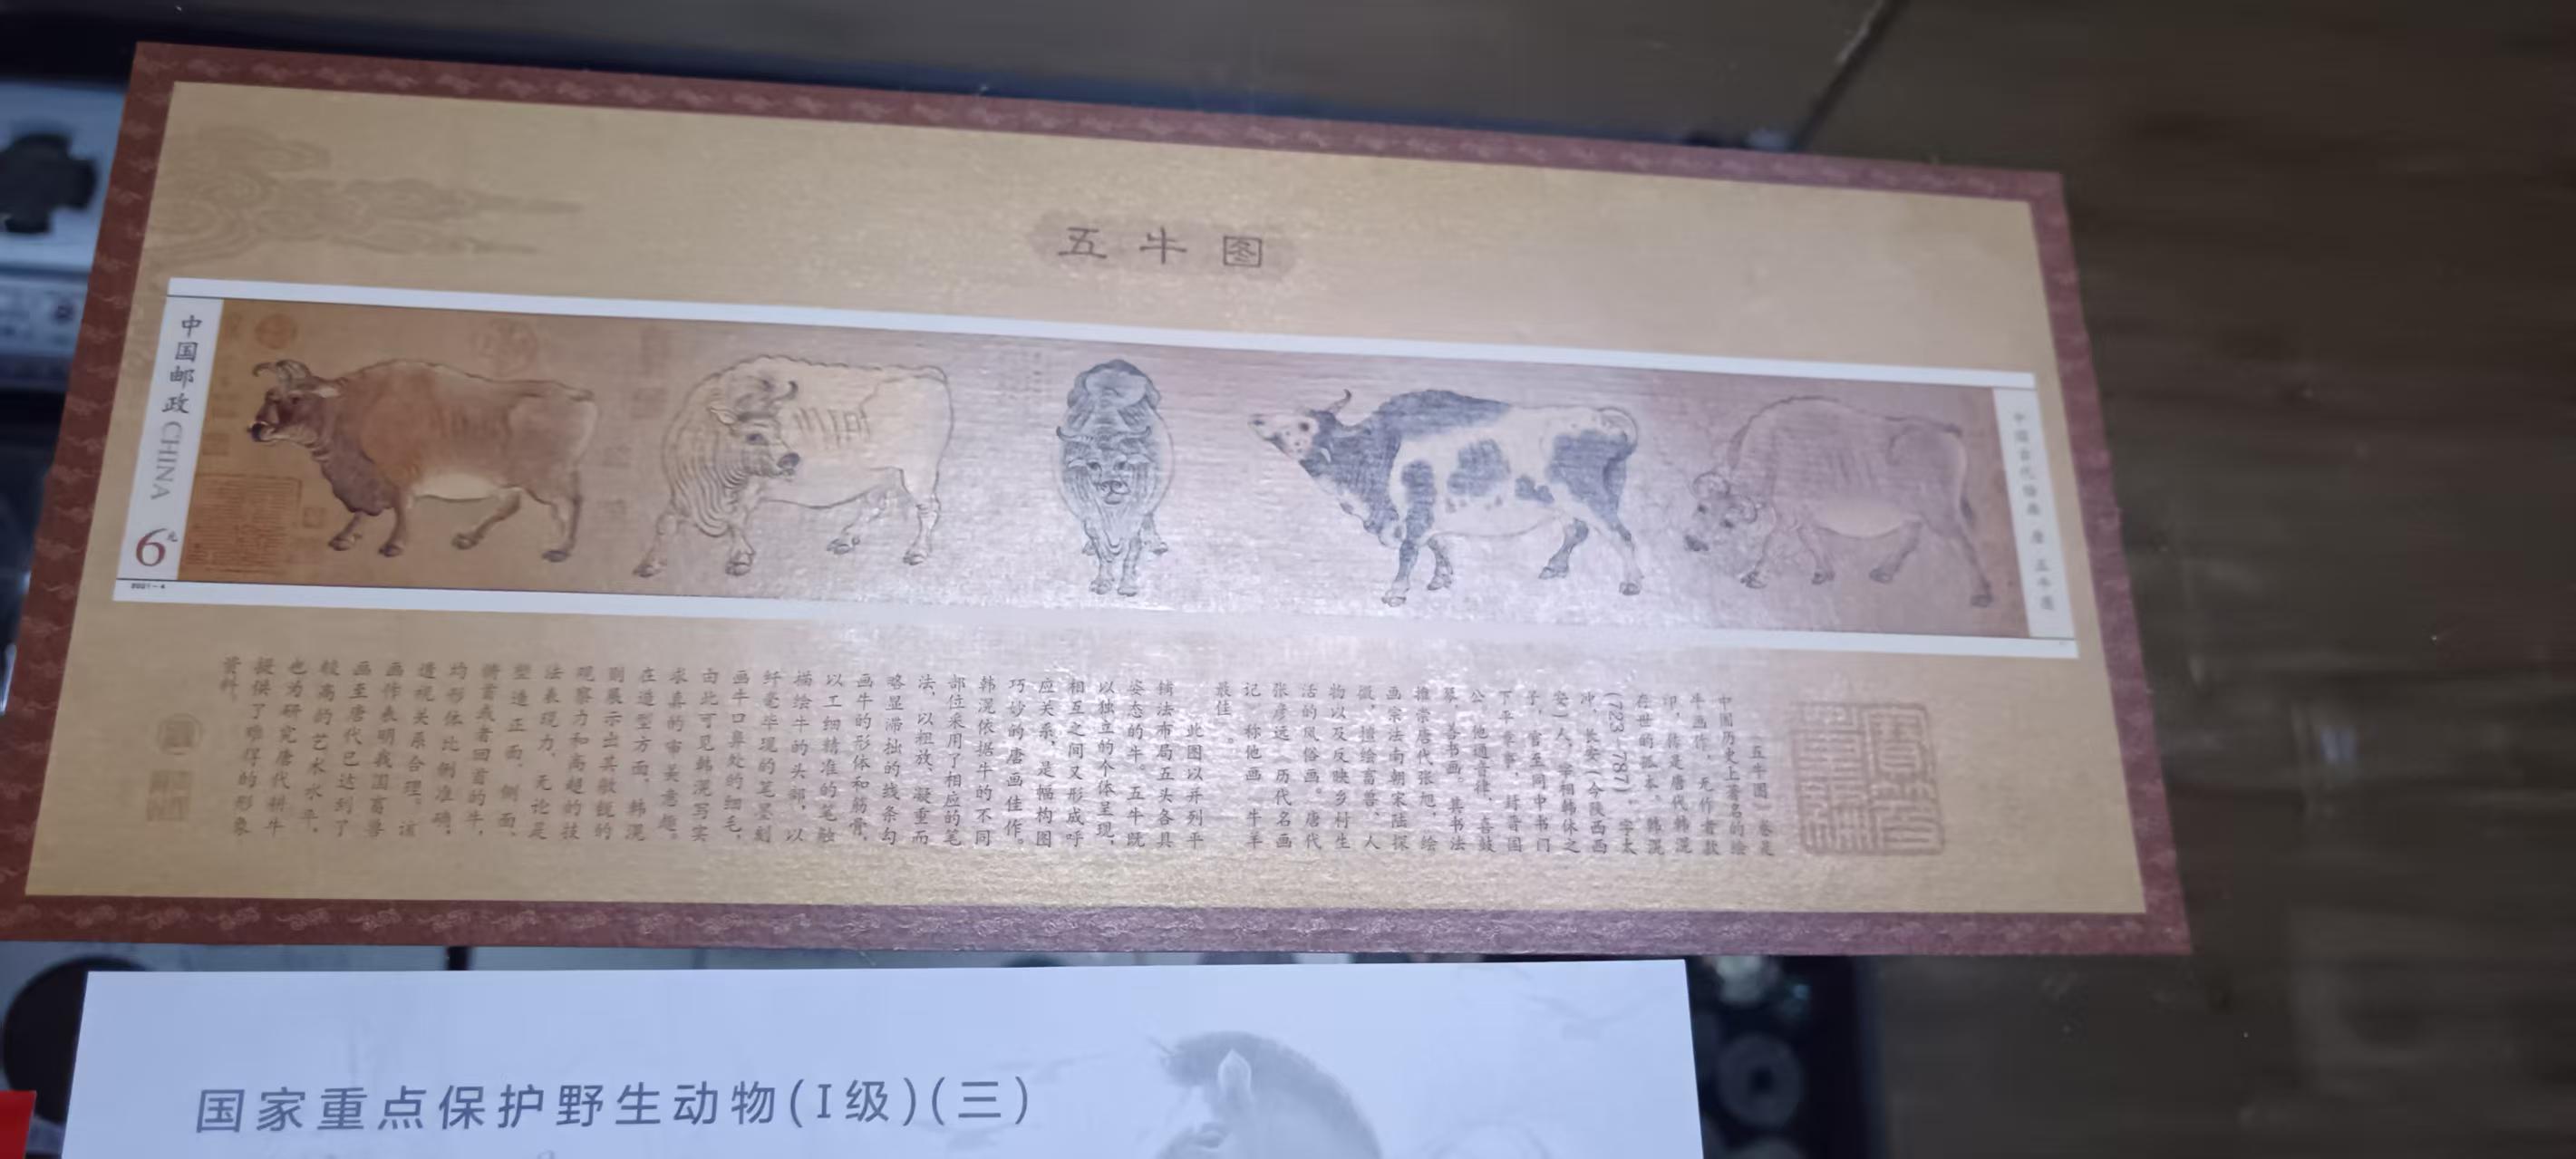 五牛图
中国邮政 CHINA
6元
2021-4
中国古代绘画 唐 五牛图
《五牛图》卷是
中国历史上著名的绘
牛画作，无作者款
印，传是唐代韩滉
在世的孤本。韩滉
(723—787)，字太
冲，长安(今陕西西
安)人，宰相韩休之
子，官至同中书门
下平章事，封晋国
公。他通音律，喜鼓
琴，善书画。其书法
推崇唐代张旭，绘
画宗法南朝宋陆探
微，擅绘畜兽、人
物以及反映乡村生
活的风俗画。唐代
张彦远《历代名画
记》称他画“牛羊
最佳”。
此图以并列平
铺法布局五头各具
姿态的牛。五牛既
以独立的个体呈现，
相互之间又形成呼
应关系，是幅构图
巧妙的唐画佳作。
韩滉依据牛的不同
部位采用了相应的笔
法，以粗放、凝重而
略显滞拙的线条勾
画牛的形体和筋骨，
以工细精准的笔触
描绘牛的头部，以
纤毫毕现的笔墨刻
画牛口鼻处的细毛，
由此可见韩滉写实
求真的审美意趣。
在造型方面，韩滉
则展示出其敏锐的
观察力和高超的技
法表现力，无论是
塑造正面、侧面，
俯首或者回首的牛，
均形体比例准确，
透视关系合理。该
画作表明我国畜兽
画至唐代已达到了
较高的艺术水平，
也为研究唐代耕牛
提供了难得的形象
资料。
国家重点保护野生动物(I级)(三)